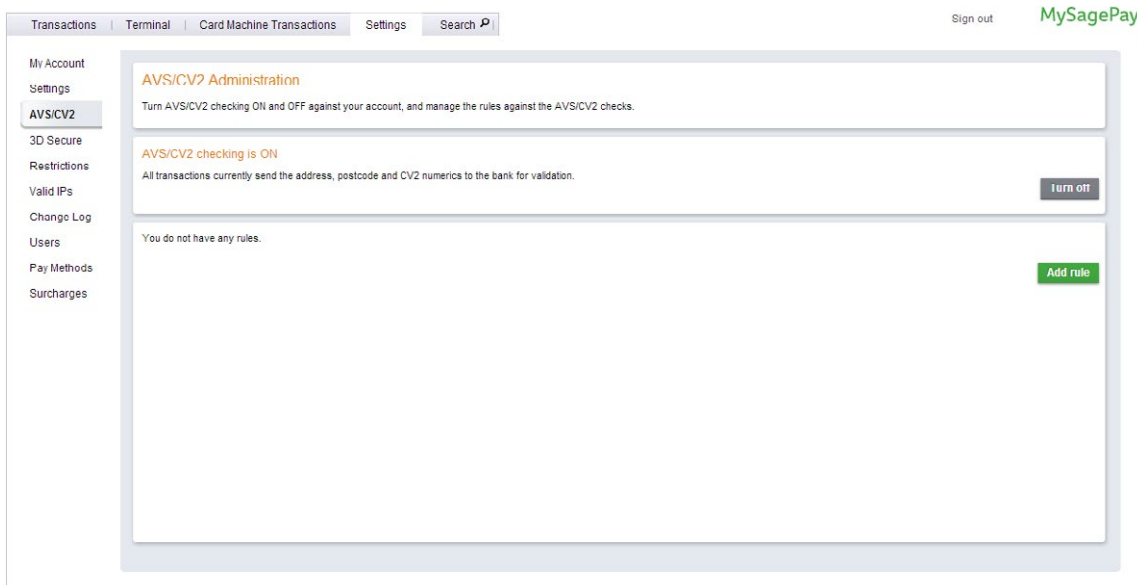 Transactions | Terminal | Card Machine Transactions Settings Search
Sign out
MySagePay
My Account
Settings
AVS/CV2
3D Secure
Restrictions
Valid IPs
Change Log
Users
Pay Methods
Surcharges
AVS/CV2 Administration
Turn AVS/CV2 checking ON and OFF against your account, and manage the rules against the AVS/CV2 checks.
AVS/CV2 checking is ON
All transactions currently send the address, postcode and CV2 numerics to the bank for validation.
Turn off
You do not have any rules.
Add rule